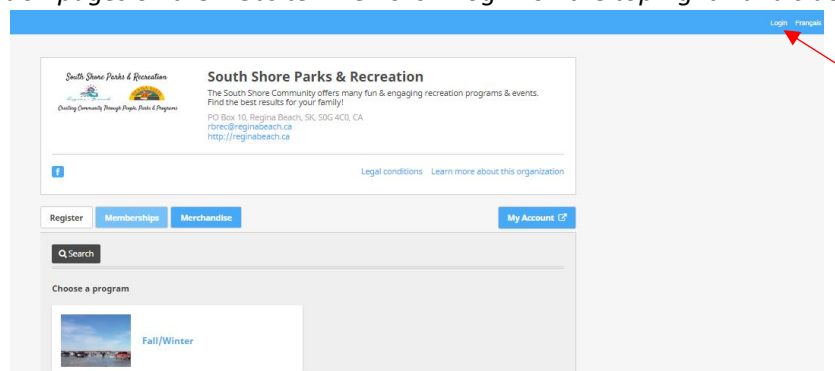 Login Français
South Shore Parks & Recreation
Creating Community Through People, Parks & Programs
South Shore Parks & Recreation
The South Shore Community offers many fun & engaging recreation programs & events.
Find the best results for your family!
PO Box 10, Regina Beach, SK, S0G 4C0, CA
rbrec@reginabeach.ca
http://reginabeach.ca
Legal conditions Learn more about this organization
Register Memberships Merchandise My Account
Search
Choose a program
Fall/Winter